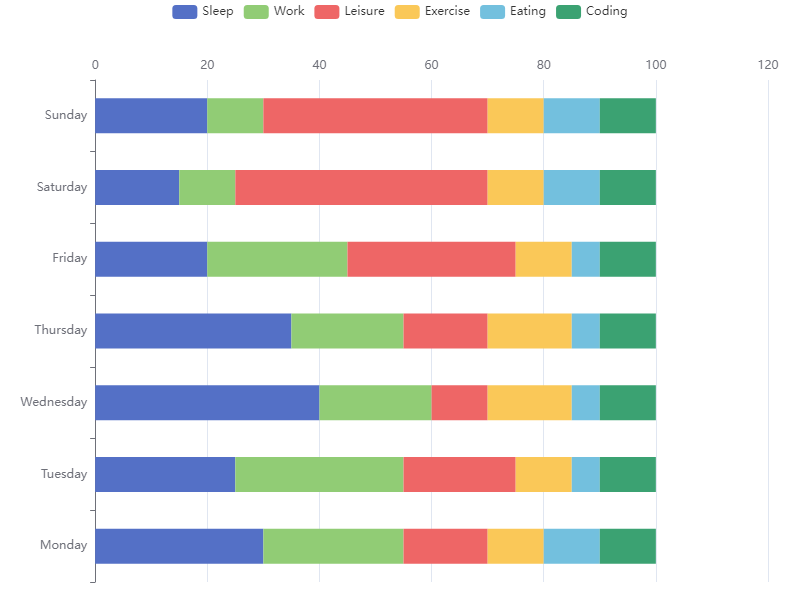 Sleep Work Leisure Exercise Eating Coding
0 20 40 60 80 100 120
Sunday
Saturday
Friday
Thursday
Wednesday
Tuesday
Monday